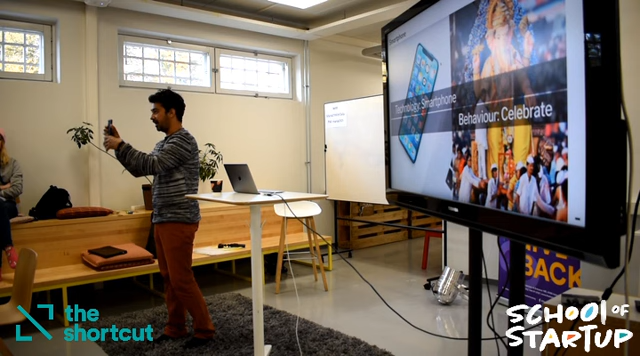 Technology: Smartphone
Behaviour: Celebrate
BACK
the
shortcut
SCHOOL OF
STARTUP